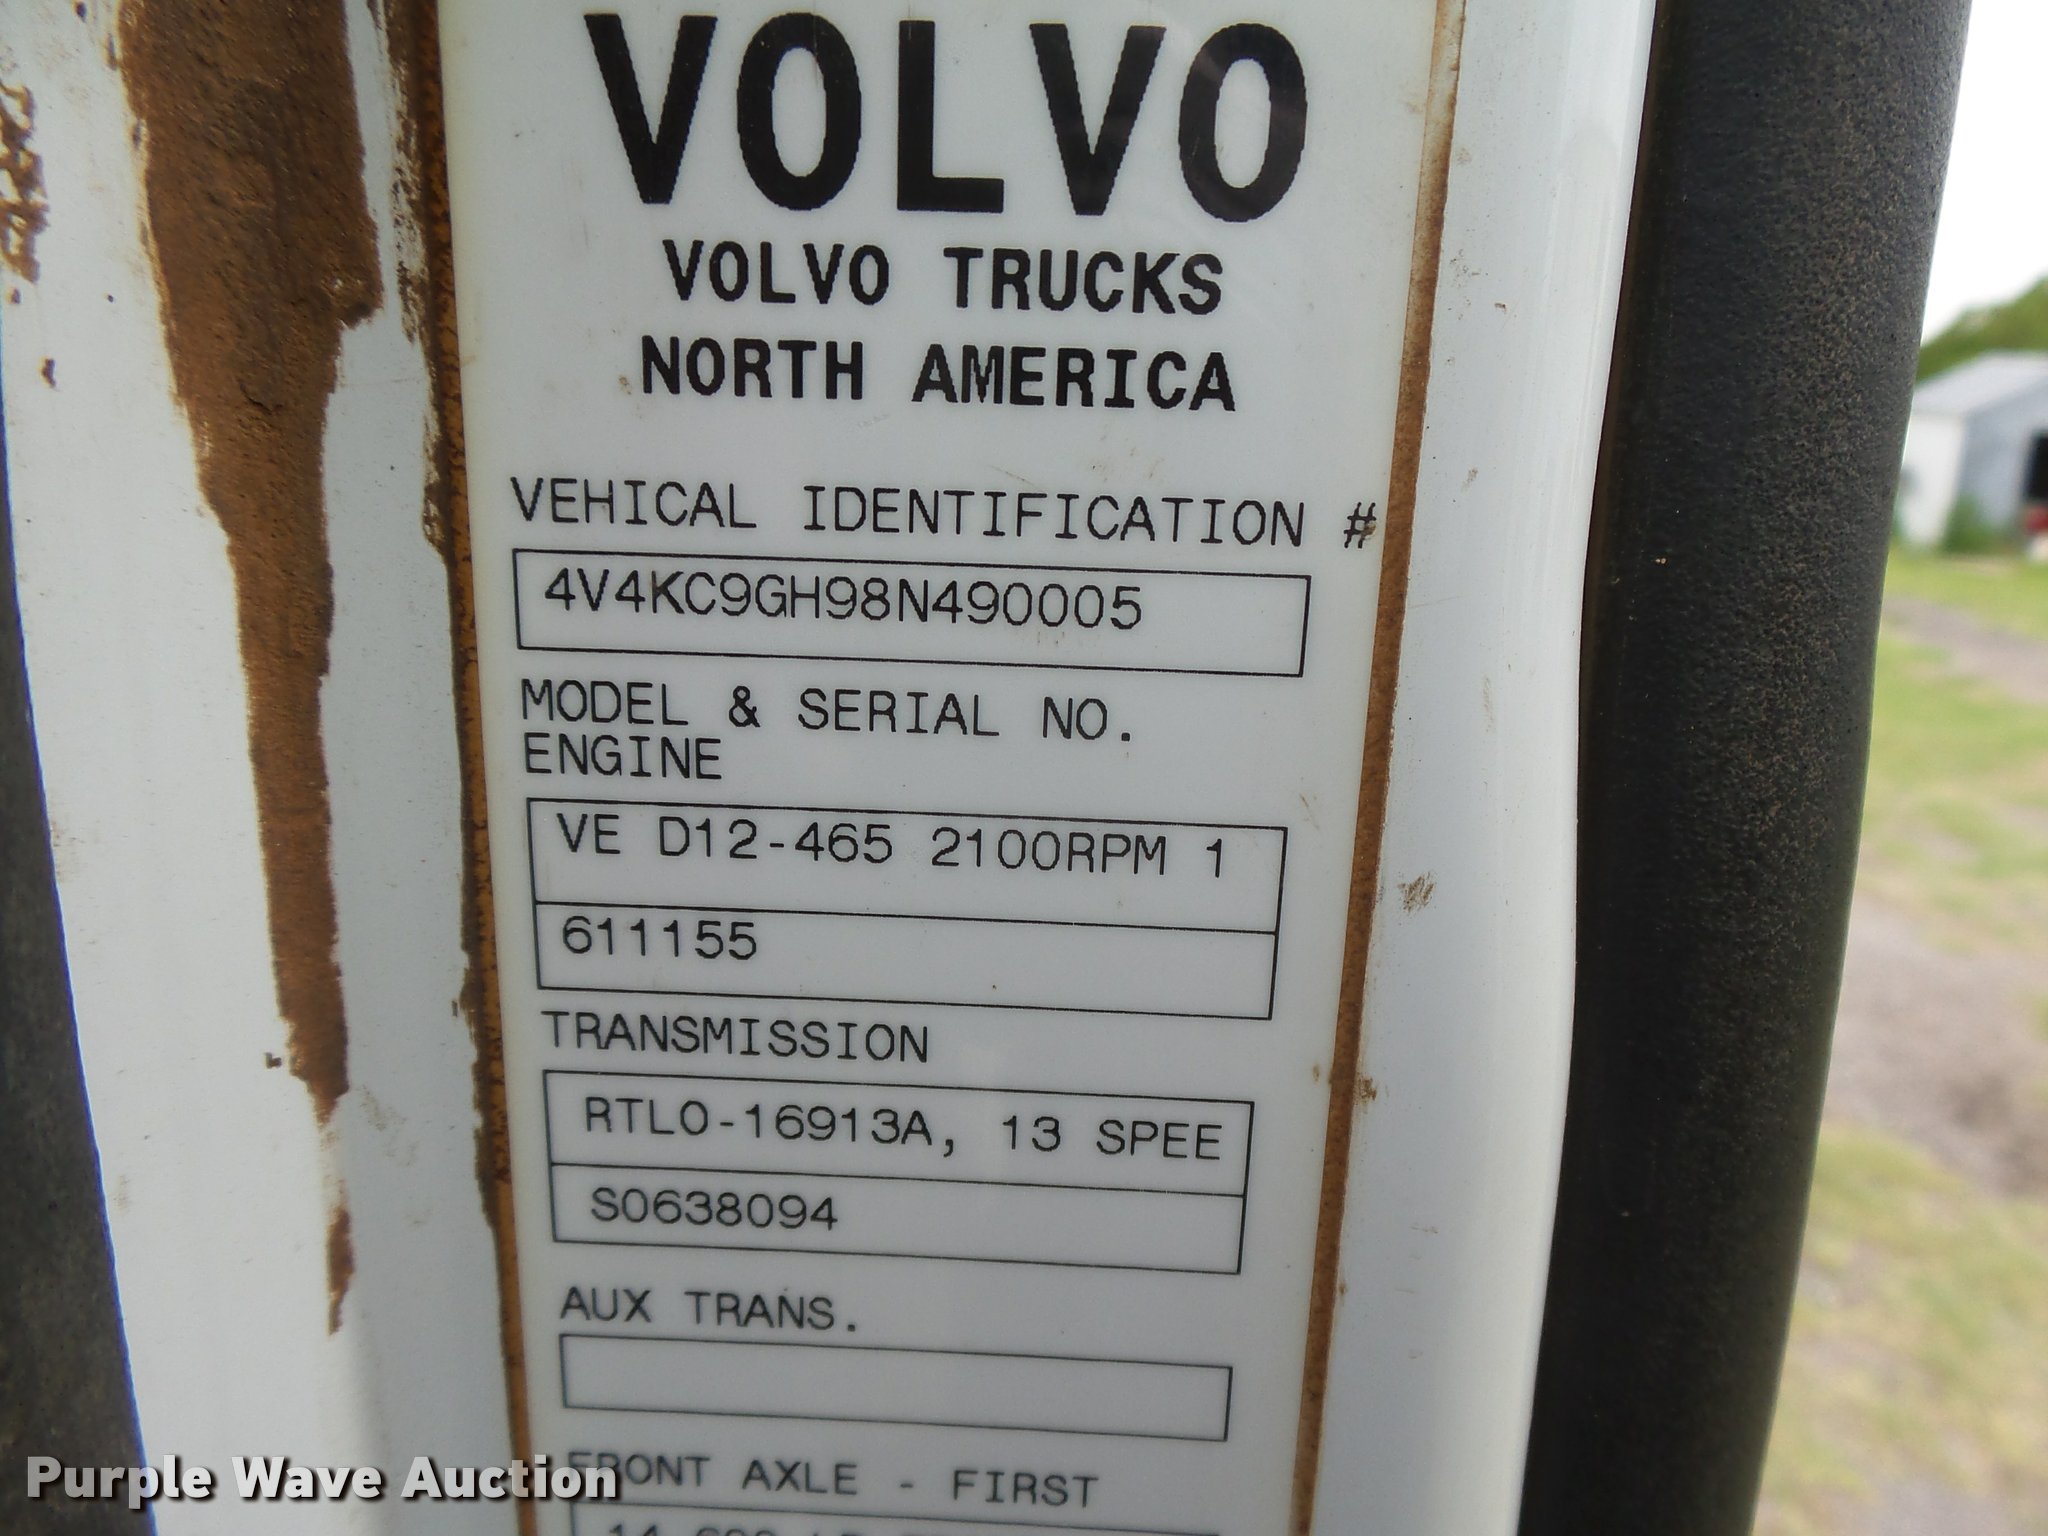 VOLVO
VOLVO TRUCKS
NORTH AMERICA
VEHICAL IDENTIFICATION #
4V4KC9GH98N490005
MODEL & SERIAL NO.
ENGINE
VE D12-465 2100RPM 1
611155
TRANSMISSION
RTLO-16913A, 13 SPEE
S0638094
AUX TRANS.
FRONT AXLE - FIRST
Purple Wave Auction